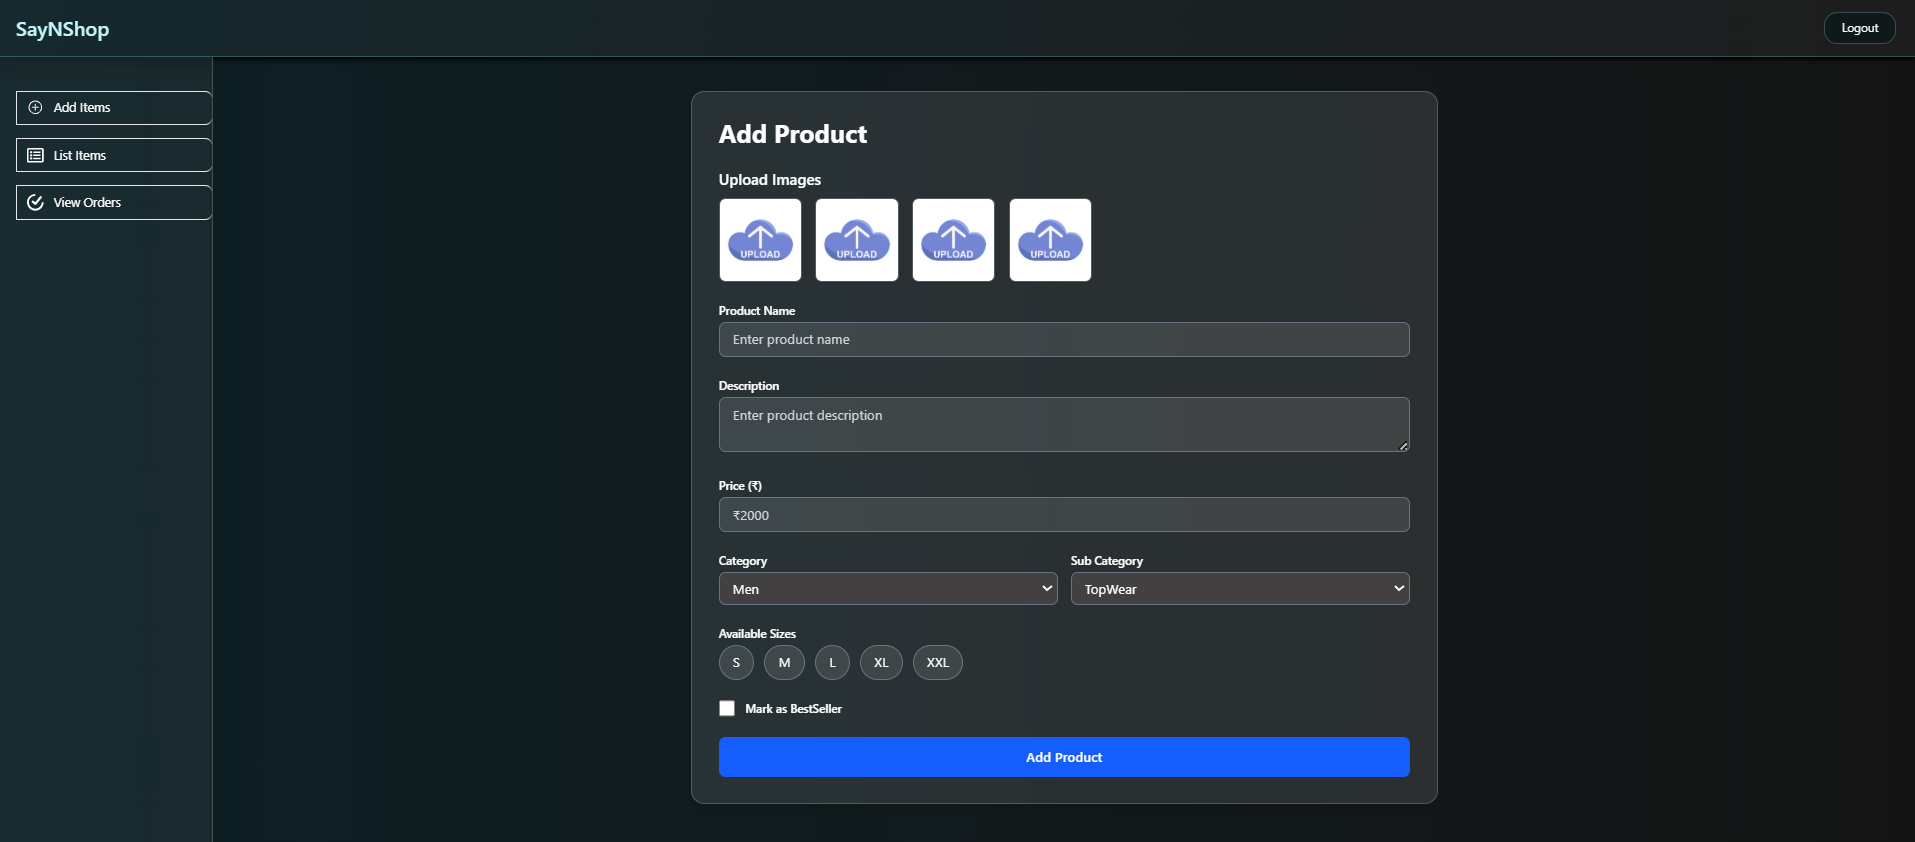 SayNShop
Logout
Add Items
List Items
View Orders
Add Product
Upload Images
UPLOAD UPLOAD UPLOAD UPLOAD
Product Name
Enter product name
Description
Enter product description
Price (₹)
₹2000
Category Sub Category
Men TopWear
Available Sizes
S M L XL XXL
Mark as BestSeller
Add Product